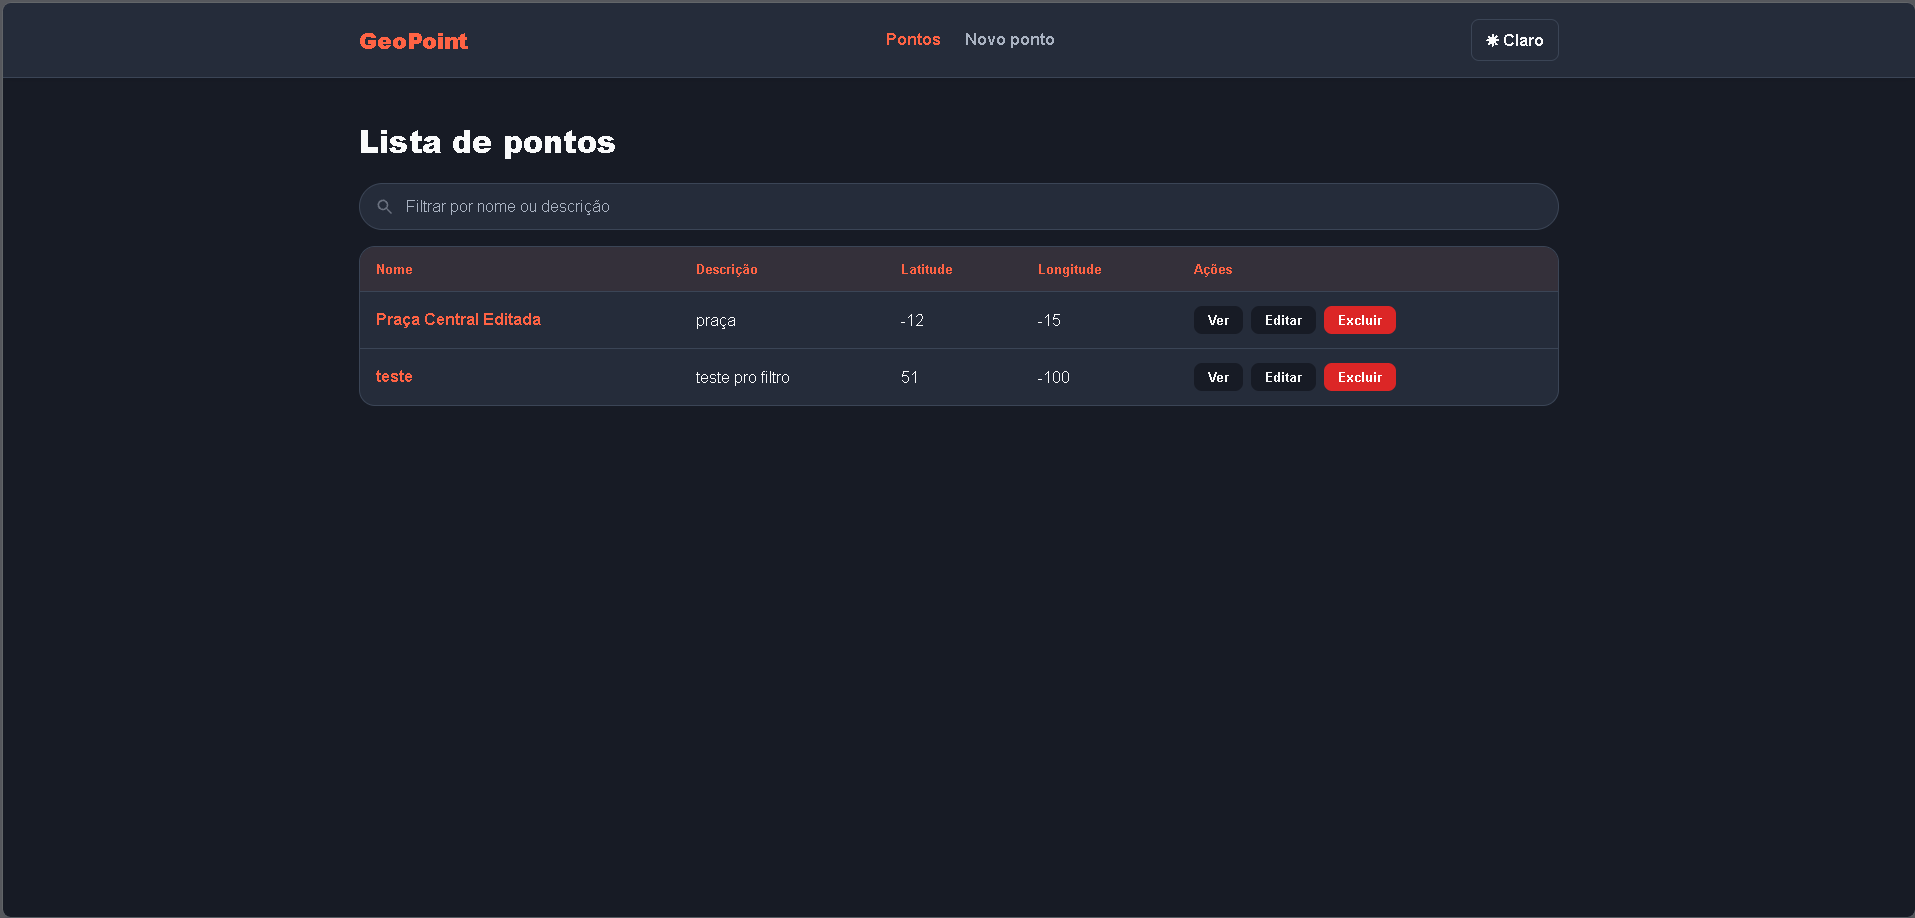 GeoPoint Pontos Novo ponto ☀ Claro
Lista de pontos
Filtrar por nome ou descrição
Nome Descrição Latitude Longitude Ações
Praça Central Editada praça -12 -15 Ver Editar Excluir
teste teste pro filtro 51 -100 Ver Editar Excluir